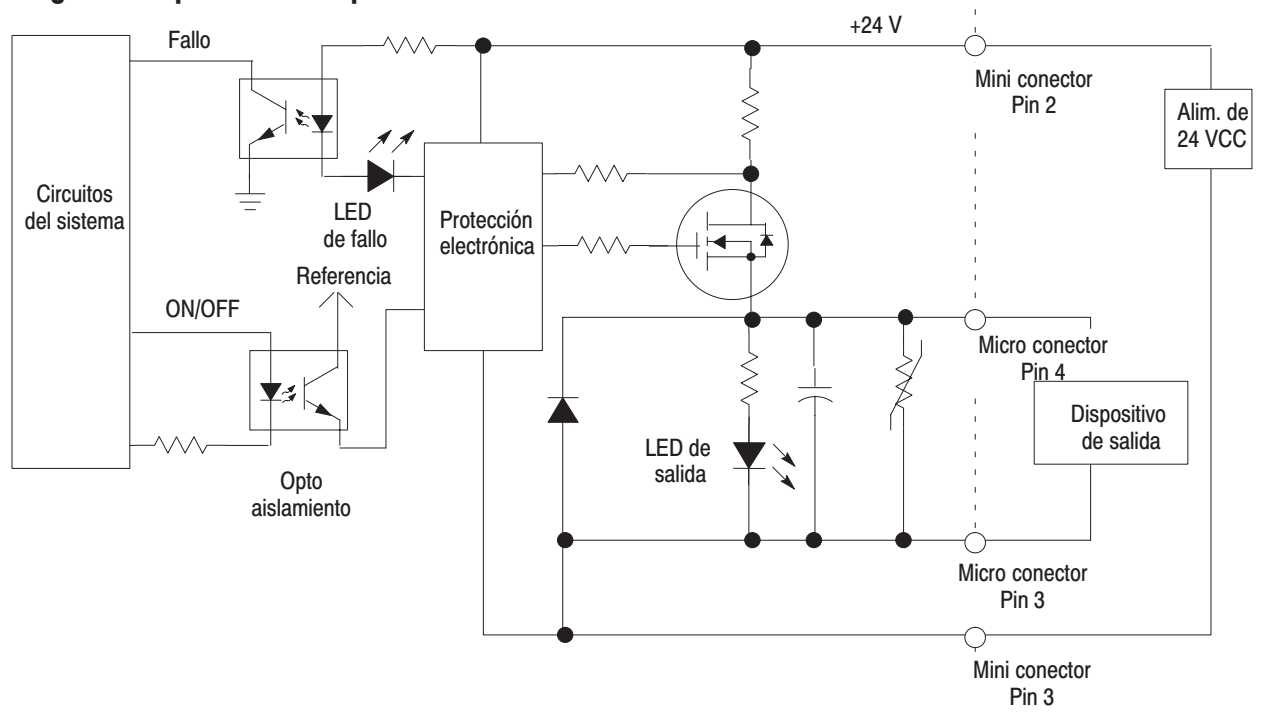 +24 V
Fallo
Mini conector
Pin 2
Alim. de
24 VCC
Circuitos
del sistema
LED
de fallo
Protección
electrónica
Referencia
ON/OFF
Micro conector
Pin 4
Dispositivo
de salida
LED de
salida
Opto
aislamiento
Micro conector
Pin 3
Mini conector
Pin 3